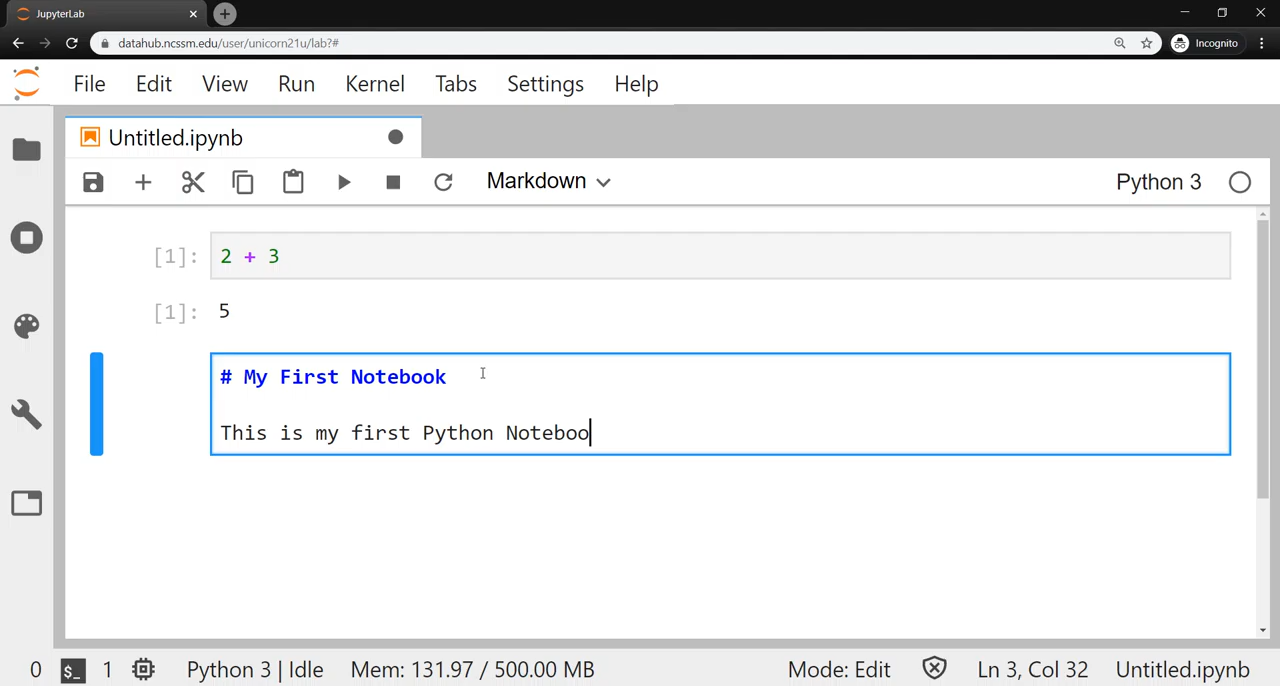 JupyterLab
datahub.ncssm.edu/user/unicorn21u/lab?#
Incognito
File Edit View Run Kernel Tabs Settings Help
Untitled.ipynb
Markdown
Python 3
[1]: 2 + 3
[1]: 5
# My First Notebook
This is my first Python Noteboo
0 $_ 1 Python 3 | Idle Mem: 131.97 / 500.00 MB Mode: Edit Ln 3, Col 32 Untitled.ipynb